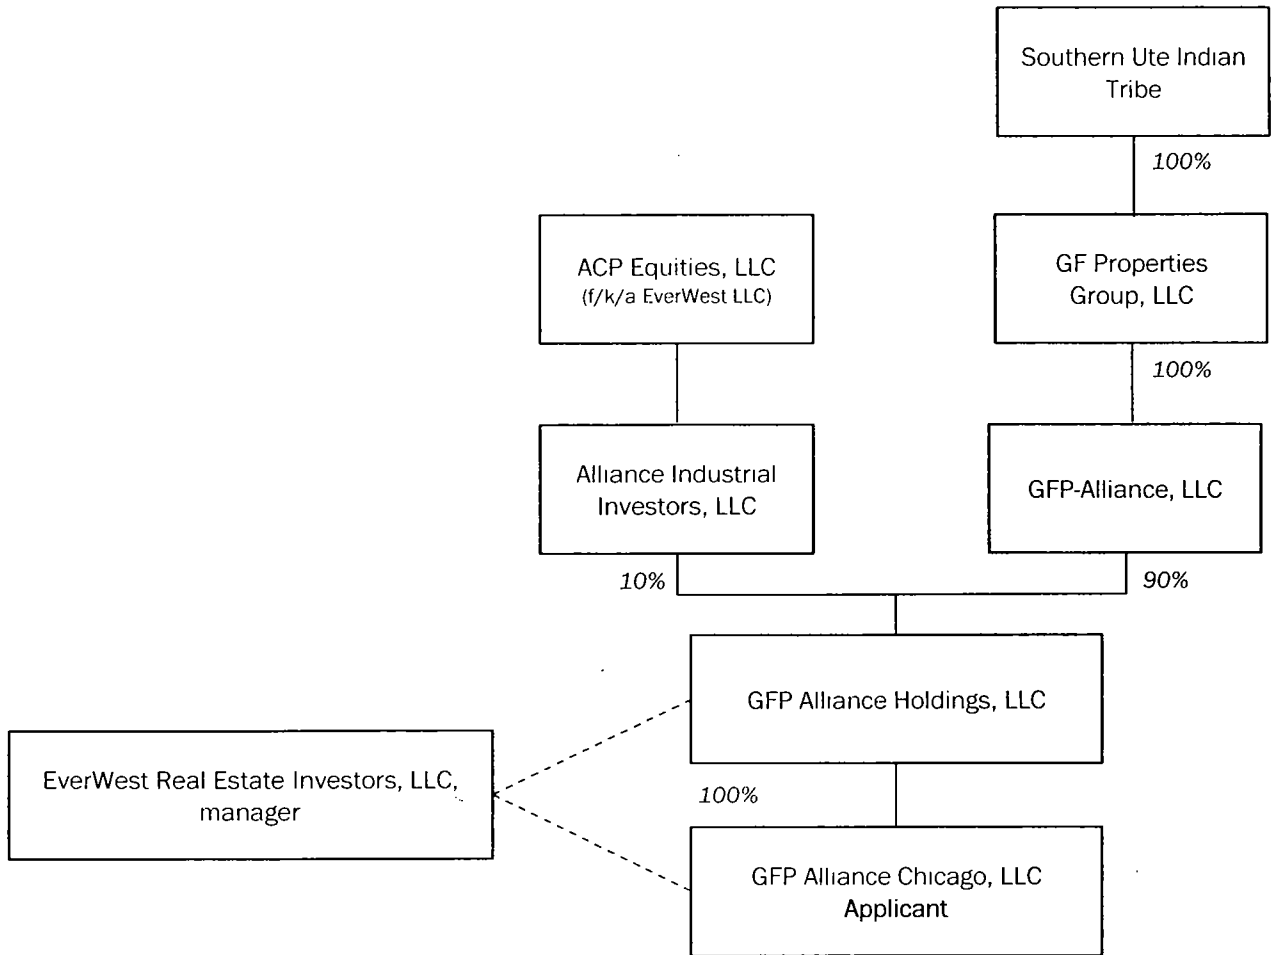 Southern Ute Indian
Tribe
100%
ACP Equities, LLC
(f/k/a EverWest LLC)
GF Properties
Group, LLC
100%
Alliance Industrial
Investors, LLC
GFP-Alliance, LLC
10%
90%
GFP Alliance Holdings, LLC
EverWest Real Estate Investors, LLC,
manager
100%
GFP Alliance Chicago, LLC
Applicant